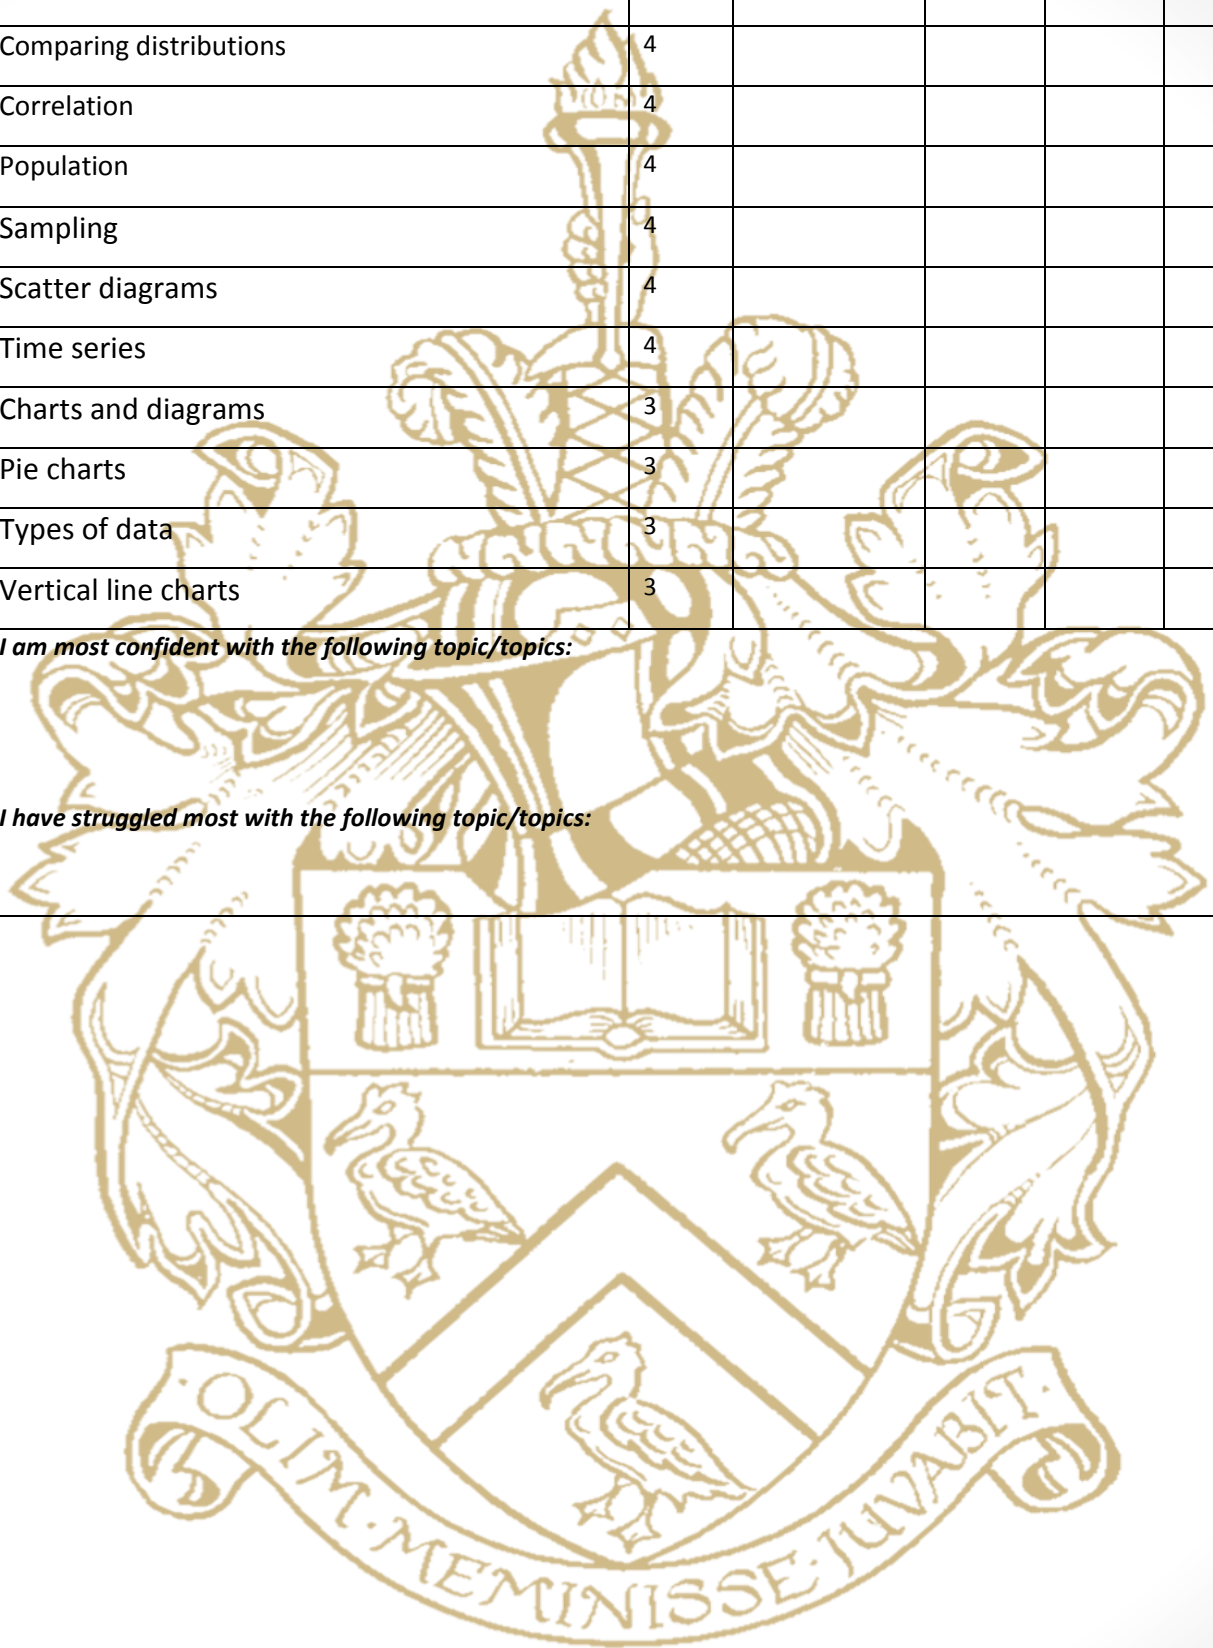 Comparing distributions 4
Correlation 4
Population 4
Sampling 4
Scatter diagrams 4
Time series 4
Charts and diagrams 3
Pie charts 3
Types of data 3
Vertical line charts 3
I am most confident with the following topic/topics:
I have struggled most with the following topic/topics:
·OLIM·MEMINISSE·JUVABIT·